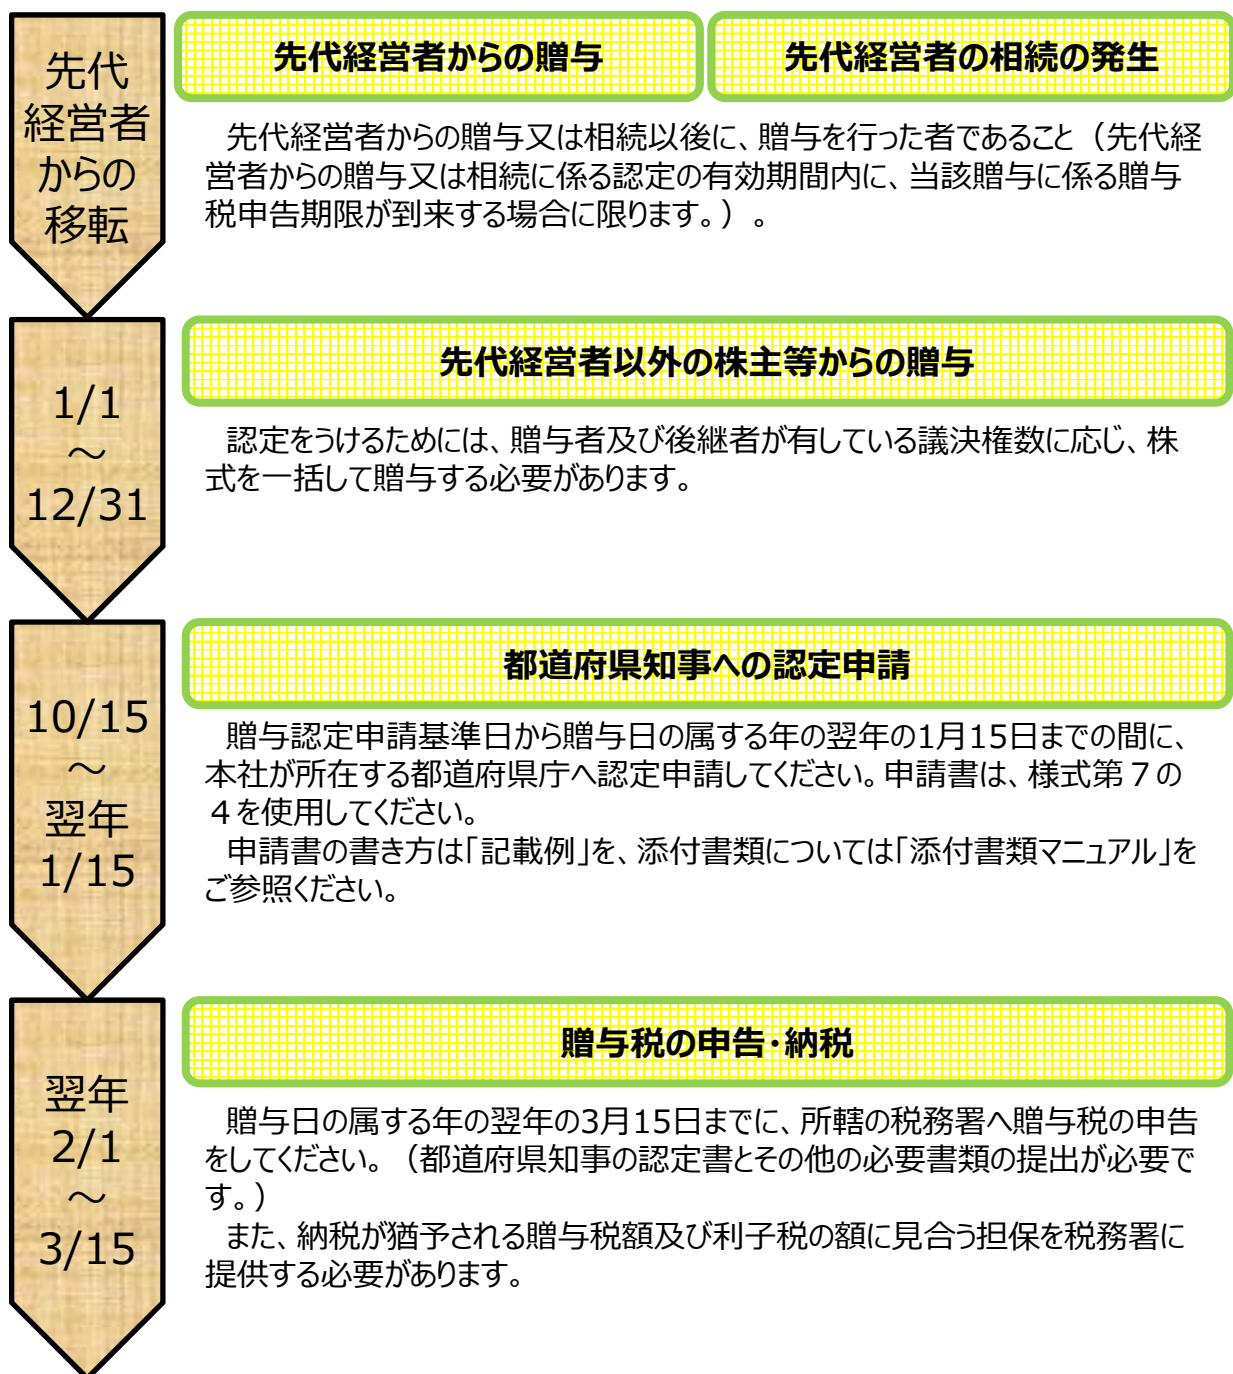 先代
経営者
からの
移転
先代経営者からの贈与
先代経営者の相続の発生
先代経営者からの贈与又は相続以後に、贈与を行った者であること（先代経
営者からの贈与又は相続に係る認定の有効期間内に、当該贈与に係る贈与
税申告期限が到来する場合に限ります。）。
1/1
～
12/31
先代経営者以外の株主等からの贈与
認定をうけるためには、贈与者及び後継者が有している議決権数に応じ、株
式を一括して贈与する必要があります。
10/15
～
翌年
1/15
都道府県知事への認定申請
贈与認定申請基準日から贈与日の属する年の翌年の1月15日までの間に、
本社が所在する都道府県庁へ認定申請してください。申請書は、様式第７の
４を使用してください。
申請書の書き方は「記載例」を、添付書類については「添付書類マニュアル」を
ご参照ください。
翌年
2/1
～
3/15
贈与税の申告・納税
贈与日の属する年の翌年の3月15日までに、所轄の税務署へ贈与税の申告
をしてください。（都道府県知事の認定書とその他の必要書類の提出が必要で
す。）
また、納税が猶予される贈与税額及び利子税の額に見合う担保を税務署に
提供する必要があります。